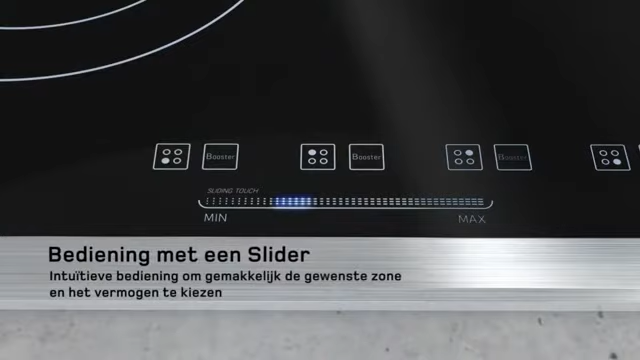 Booster Booster Booster
SLIDING TOUCH
MIN MAX
Bediening met een Slider
Intuïtieve bediening om gemakkelijk de gewenste zone
en het vermogen te kiezen